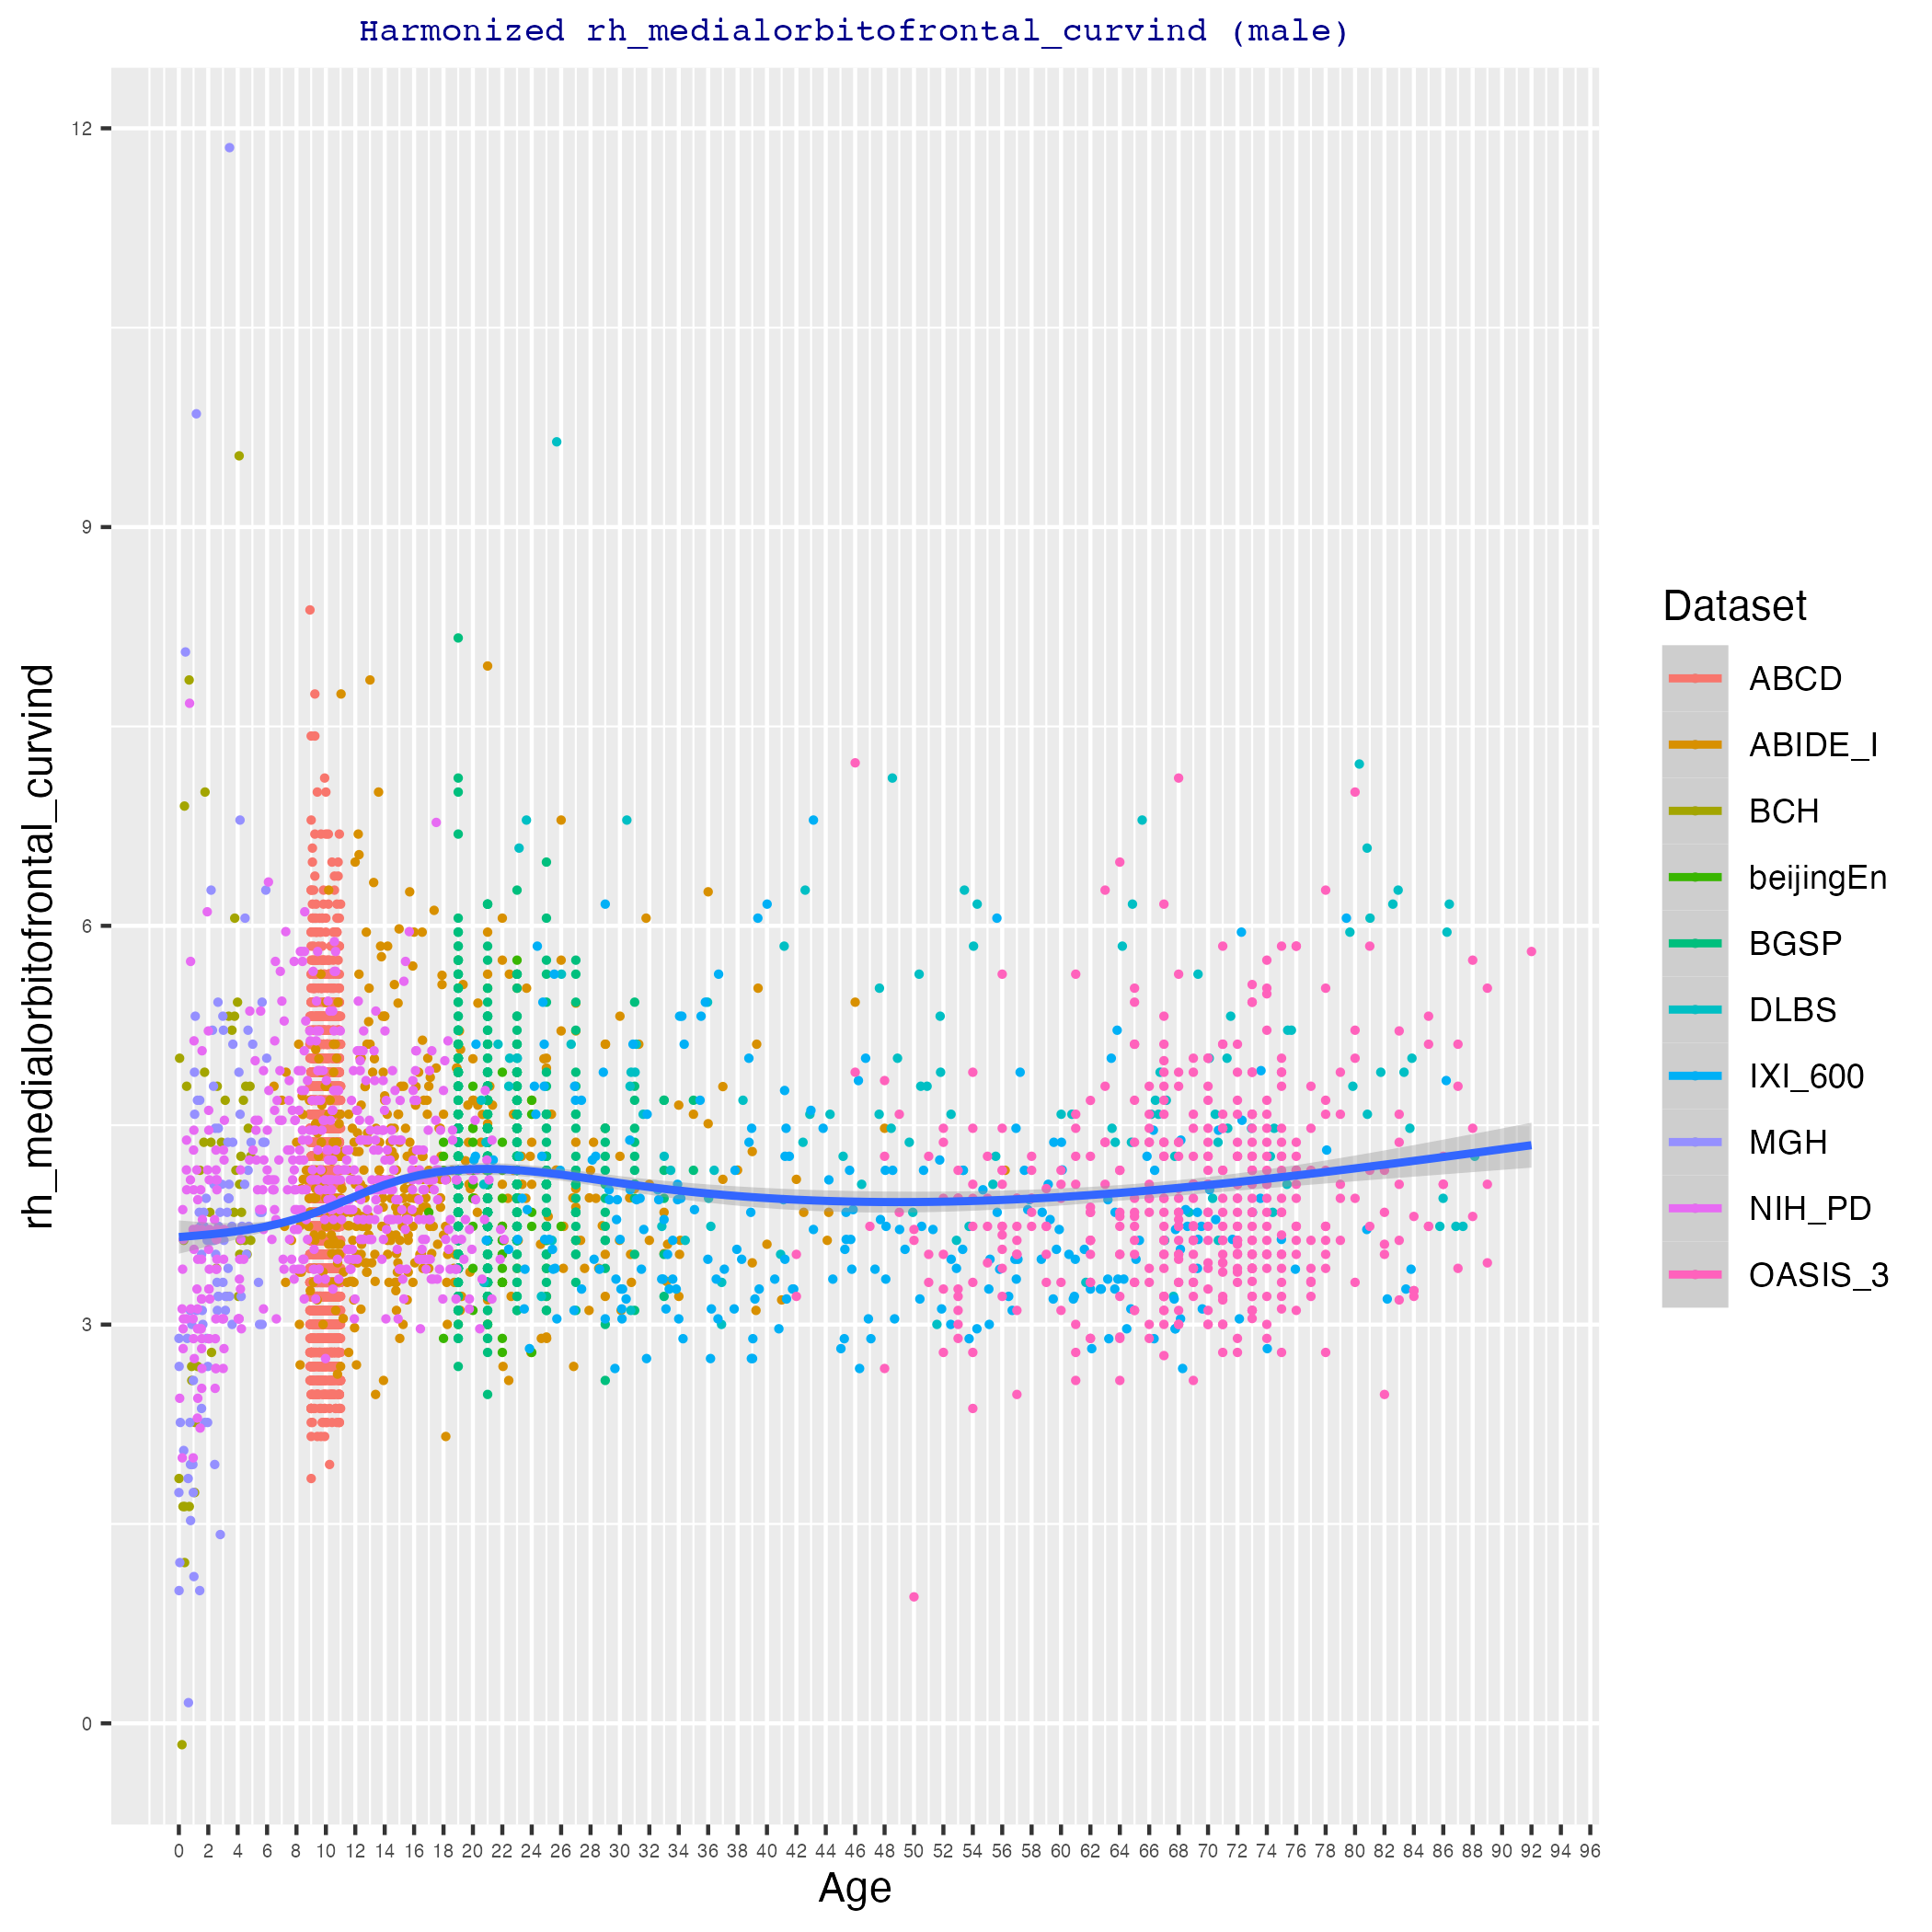 Harmonized rh_medialorbitofrontal_curvind (male)
rh_medialorbitofrontal_curvind
12
9
6
3
0
0 2 4 6 8 10 12 14 16 18 20 22 24 26 28 30 32 34 36 38 40 42 44 46 48 50 52 54 56 58 60 62 64 66 68 70 72 74 76 78 80 82 84 86 88 90 92 94 96
Age
Dataset
ABCD
ABIDE_I
BCH
beijingEn
BGSP
DLBS
IXI_600
MGH
NIH_PD
OASIS_3